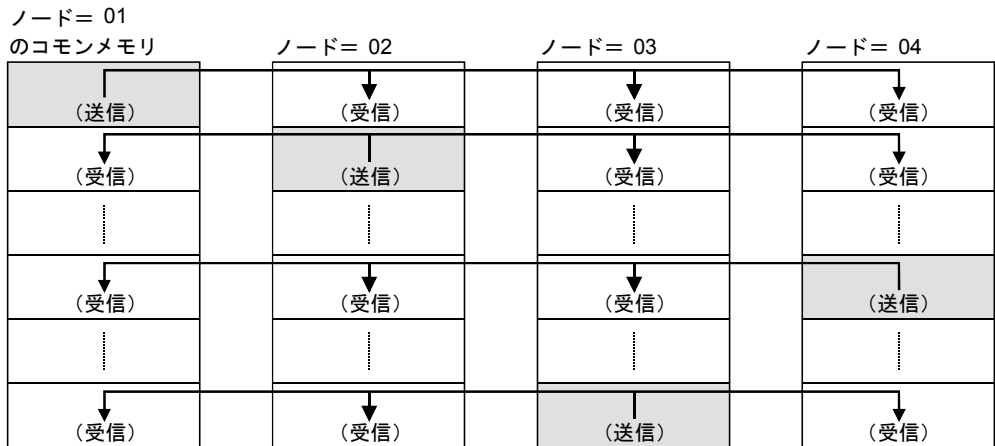 ノード＝ 01
のコモンメモリ
ノード＝ 02
ノード＝ 03
ノード＝ 04
（送信）
（受信）
（受信）
（受信）
（受信）
（送信）
（受信）
（受信）
（受信）
（受信）
（受信）
（送信）
（受信）
（受信）
（送信）
（受信）